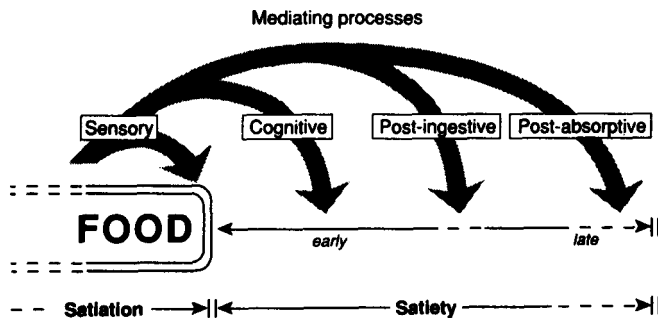 Mediating processes
Sensory
Cognitive
Post-ingestive
Post-absorptive
FOOD
early
late
Satiation
Satiety